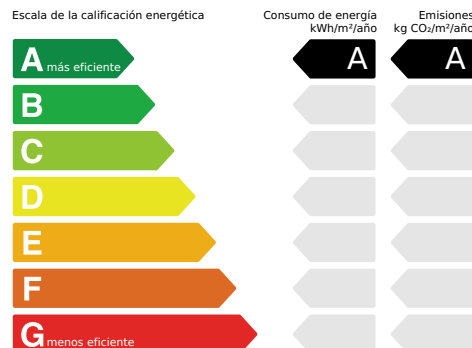 Escala de la calificación energética
Consumo de energía
kWh/m²/año
Emisiones
kg CO₂/m²/año
A más eficiente
A
A
B
C
D
E
F
G menos eficiente